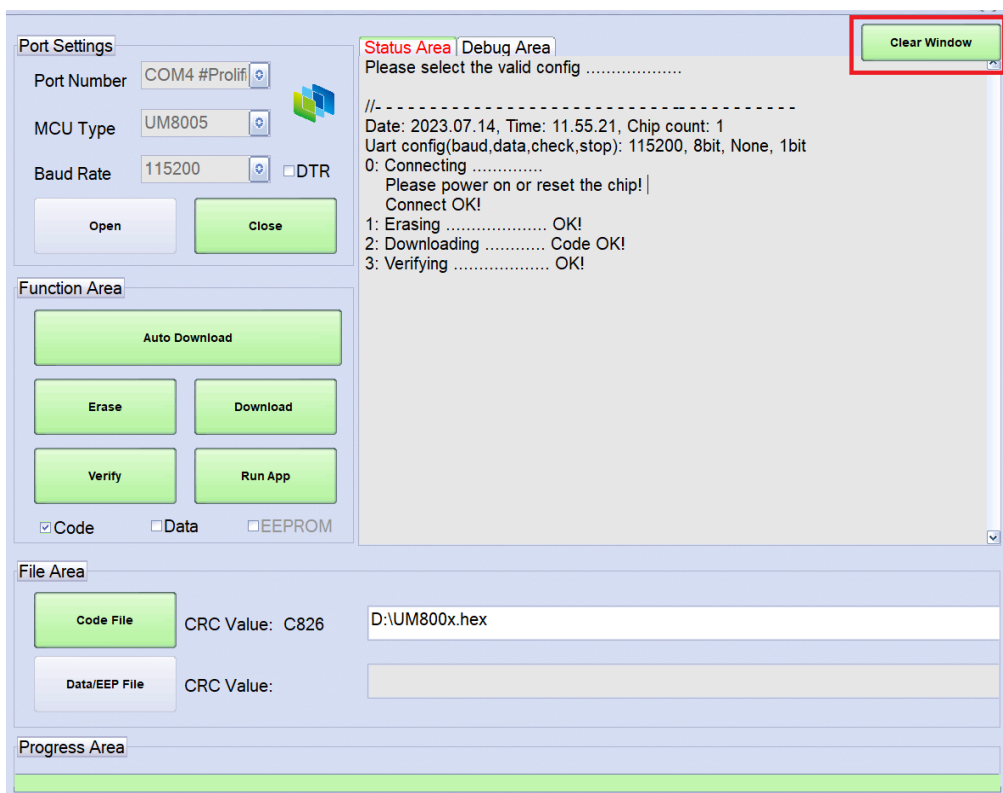 Port Settings
Port Number COM4 #Prolifi
MCU Type UM8005
Baud Rate 115200 DTR
Open Close
Function Area
Auto Download
Erase Download
Verify Run App
Code Data EEPROM
Status Area Debug Area
Clear Window
Please select the valid config ...................
//- - - - - - - - - - - - - - - - - - - - - - - - - - - -- - - - - - - - - - -
Date: 2023.07.14, Time: 11.55.21, Chip count: 1
Uart config(baud,data,check,stop): 115200, 8bit, None, 1bit
0: Connecting ..............
Please power on or reset the chip!
Connect OK!
1: Erasing .................... OK!
2: Downloading ............ Code OK!
3: Verifying ................... OK!
File Area
Code File CRC Value: C826 D:\UM800x.hex
Data/EEP File CRC Value:
Progress Area